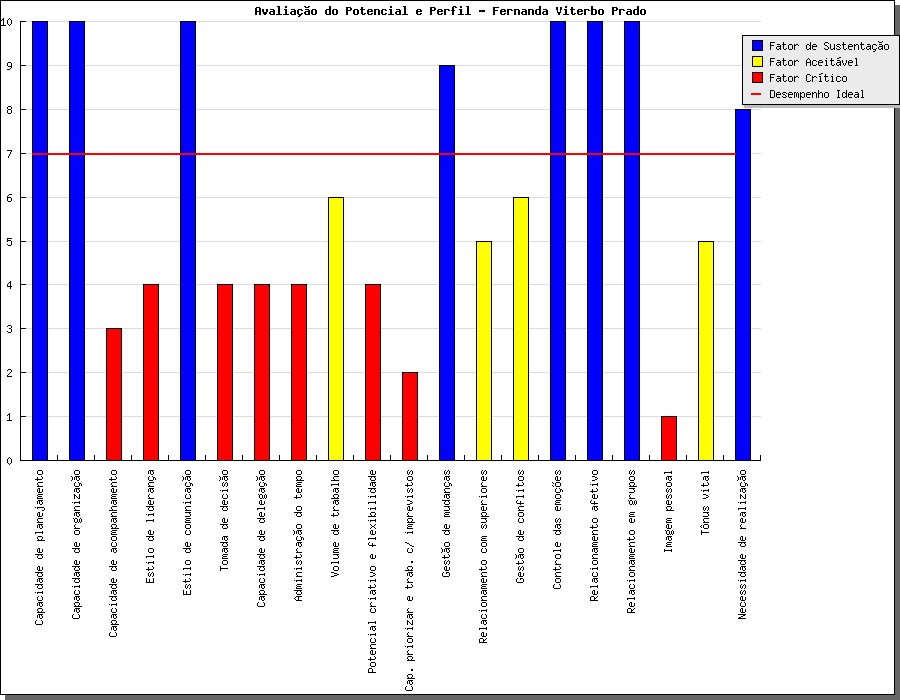 Avaliação do Potencial e Perfil - Fernanda Viterbo Prado
Fator de Sustentação
Fator Aceitável
Fator Crítico
Desempenho Ideal
10
9
8
7
6
5
4
3
2
1
0
Capacidade de planejamento
Capacidade de organização
Capacidade de acompanhamento
Estilo de liderança
Estilo de comunicação
Tomada de decisão
Capacidade de delegação
Administração do tempo
Volume de trabalho
Potencial criativo e flexibilidade
Cap. priorizar e trab. c/ imprevistos
Gestão de mudanças
Relacionamento com superiores
Gestão de conflitos
Controle das emoções
Relacionamento afetivo
Relacionamento em grupos
Imagem pessoal
Tônus vital
Necessidade de realização